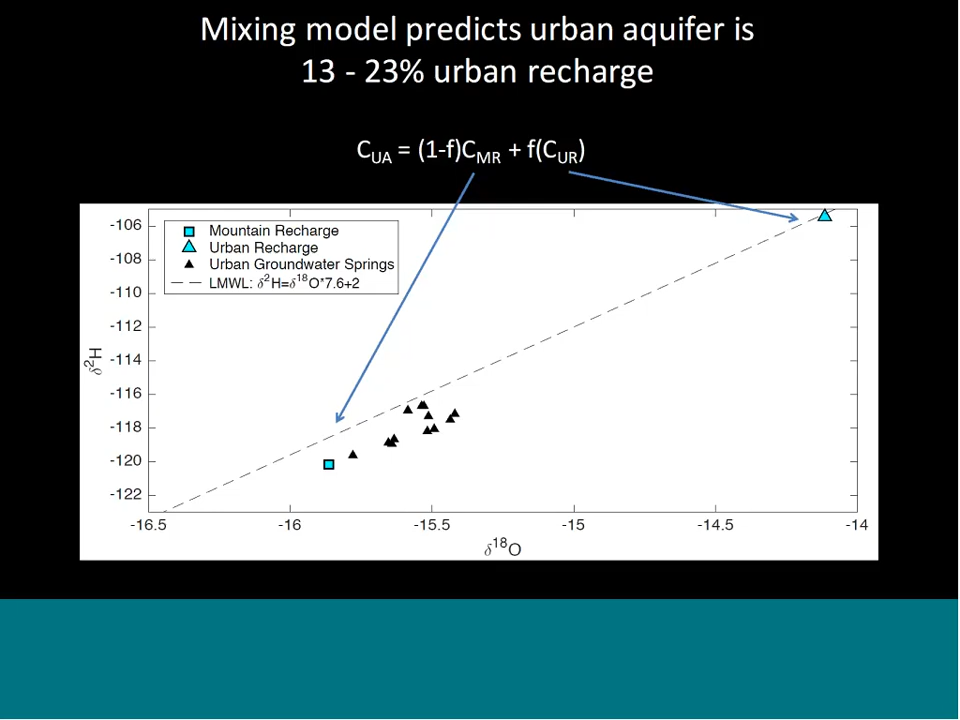 Mixing model predicts urban aquifer is
13 - 23% urban recharge
C_UA = (1-f)C_MR + f(C_UR)
Mountain Recharge
Urban Recharge
Urban Groundwater Springs
LMWL: δ²H=δ¹⁸O*7.6+2
-106
-108
-110
-112
-114
-116
-118
-120
-122
δ²H
-16.5 -16 -15.5 -15 -14.5 -14
δ¹⁸O